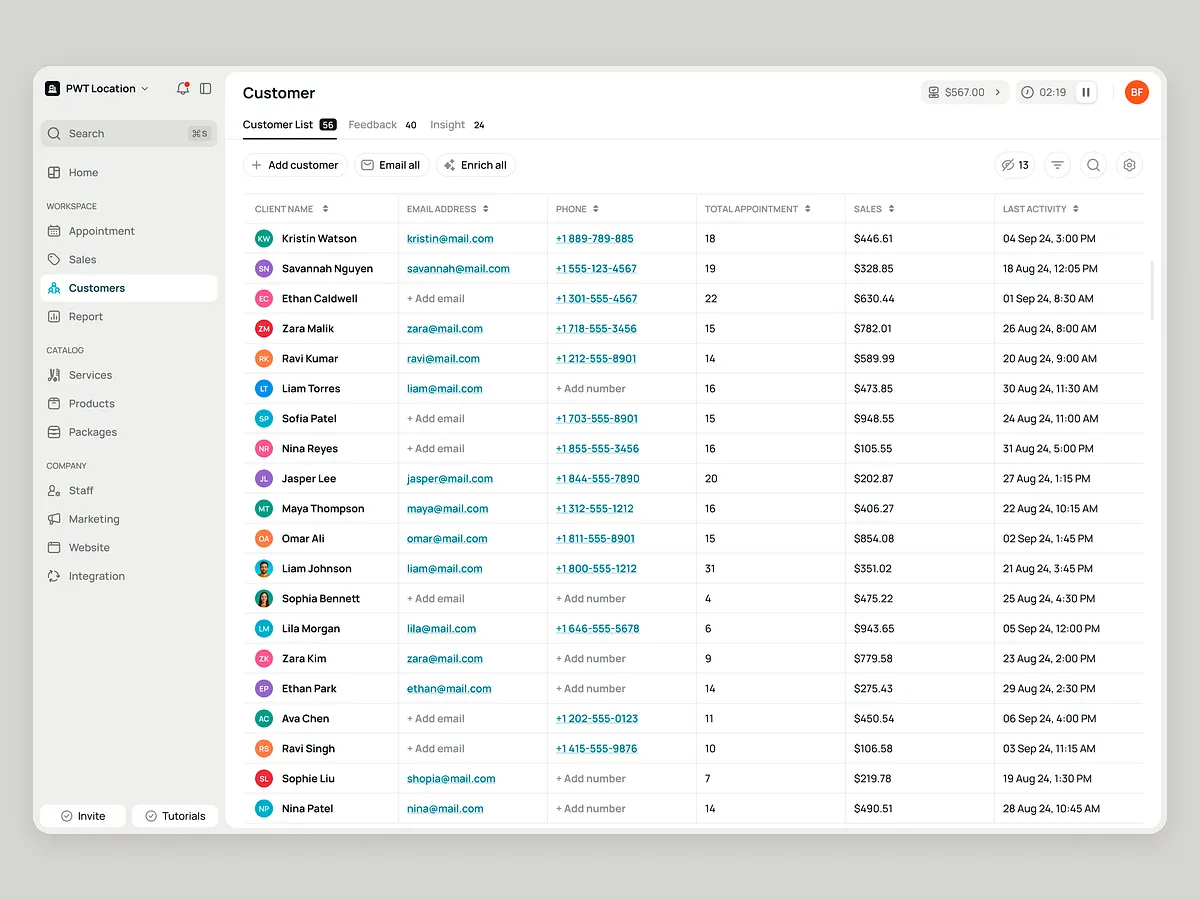 PWT Location
Search ⌘S
Home
WORKSPACE
Appointment
Sales
Customers
Report
CATALOG
Services
Products
Packages
COMPANY
Staff
Marketing
Website
Integration
Invite Tutorials
Customer $567.00 02:19 BF
Customer List 56 Feedback 40 Insight 24
+ Add customer Email all Enrich all 13
CLIENT NAME EMAIL ADDRESS PHONE TOTAL APPOINTMENT SALES LAST ACTIVITY
KW Kristin Watson kristin@mail.com +1 889-789-885 18 $446.61 04 Sep 24, 3:00 PM
SN Savannah Nguyen savannah@mail.com +1 555-123-4567 19 $328.85 18 Aug 24, 12:05 PM
EC Ethan Caldwell + Add email +1 301-555-4567 22 $630.44 01 Sep 24, 8:30 AM
ZM Zara Malik zara@mail.com +1 718-555-3456 15 $782.01 26 Aug 24, 8:00 AM
RK Ravi Kumar ravi@mail.com +1 212-555-8901 14 $589.99 20 Aug 24, 9:00 AM
LT Liam Torres liam@mail.com + Add number 16 $473.85 30 Aug 24, 11:30 AM
SP Sofia Patel + Add email +1 703-555-8901 15 $948.55 24 Aug 24, 11:00 AM
NR Nina Reyes + Add email +1 855-555-3456 16 $105.55 31 Aug 24, 5:00 PM
JL Jasper Lee jasper@mail.com +1 844-555-7890 20 $202.87 27 Aug 24, 1:15 PM
MT Maya Thompson maya@mail.com +1 312-555-1212 16 $406.27 22 Aug 24, 10:15 AM
OA Omar Ali omar@mail.com +1 811-555-8901 15 $854.08 02 Sep 24, 1:45 PM
Liam Johnson liam@mail.com +1 800-555-1212 31 $351.02 21 Aug 24, 3:45 PM
Sophia Bennett + Add email + Add number 4 $475.22 25 Aug 24, 4:30 PM
LM Lila Morgan lila@mail.com +1 646-555-5678 6 $943.65 05 Sep 24, 12:00 PM
ZK Zara Kim zara@mail.com + Add number 9 $779.58 23 Aug 24, 2:00 PM
EP Ethan Park ethan@mail.com + Add number 14 $275.43 29 Aug 24, 2:30 PM
AC Ava Chen + Add email +1 202-555-0123 11 $450.54 06 Sep 24, 4:00 PM
RS Ravi Singh + Add email +1 415-555-9876 10 $106.58 03 Sep 24, 11:15 AM
SL Sophie Liu shopia@mail.com + Add number 7 $219.78 19 Aug 24, 1:30 PM
NP Nina Patel nina@mail.com + Add number 14 $490.51 28 Aug 24, 10:45 AM